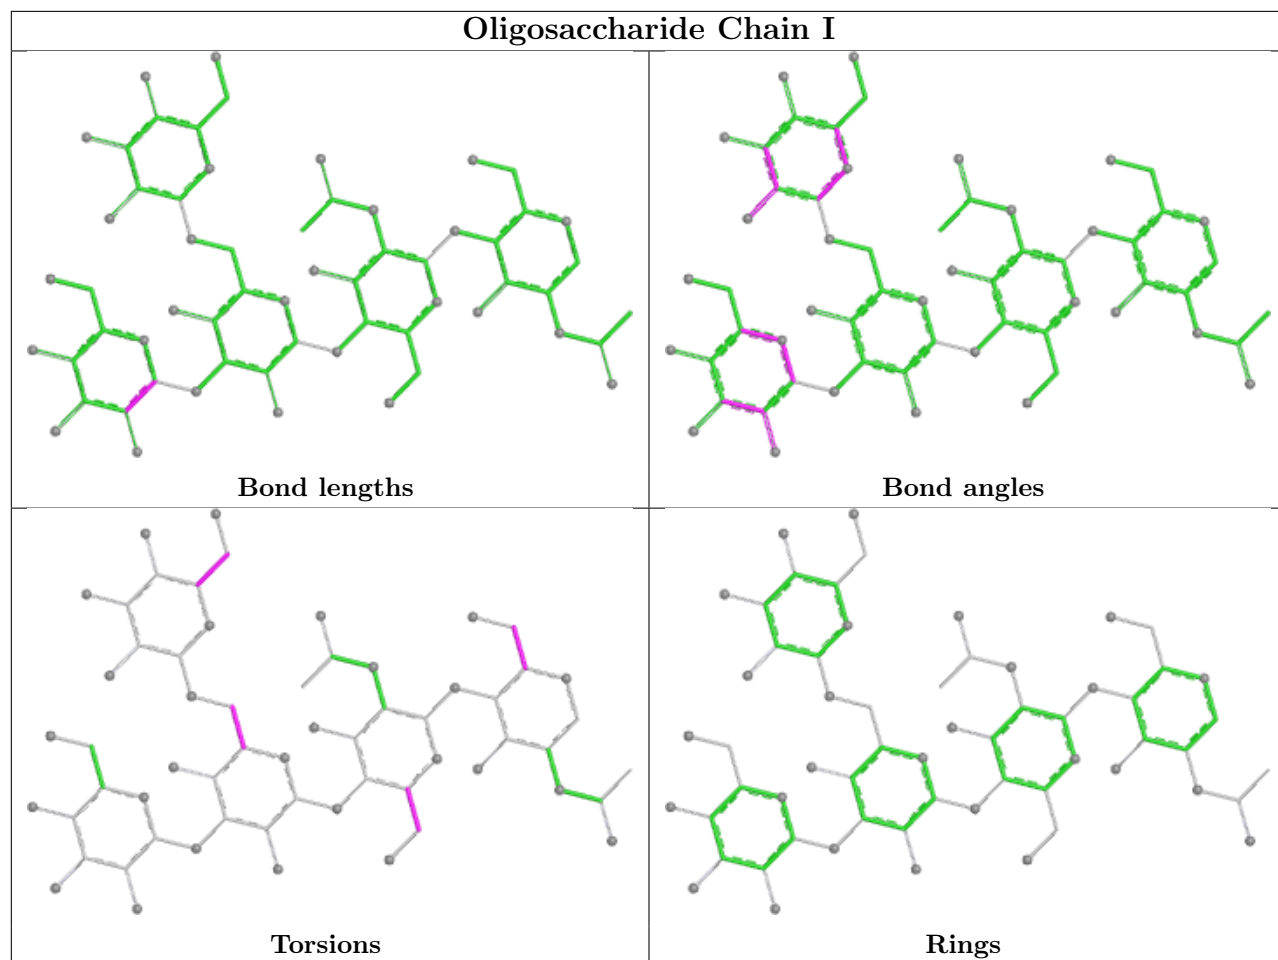 Oligosaccharide Chain I
Bond lengths
Bond angles
Torsions
Rings